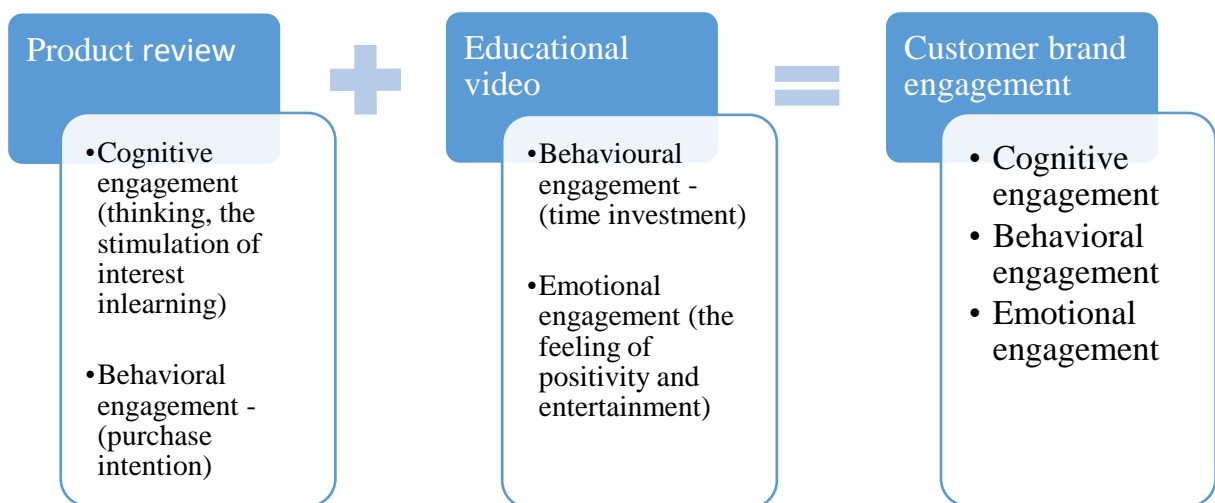 Product review
•Cognitive
engagement
(thinking, the
stimulation of
interest
inlearning)
•Behavioral
engagement -
(purchase
intention)
Educational
video
•Behavioural
engagement -
(time investment)
•Emotional
engagement (the
feeling of
positivity and
entertainment)
Customer brand
engagement
• Cognitive
engagement
• Behavioral
engagement
• Emotional
engagement